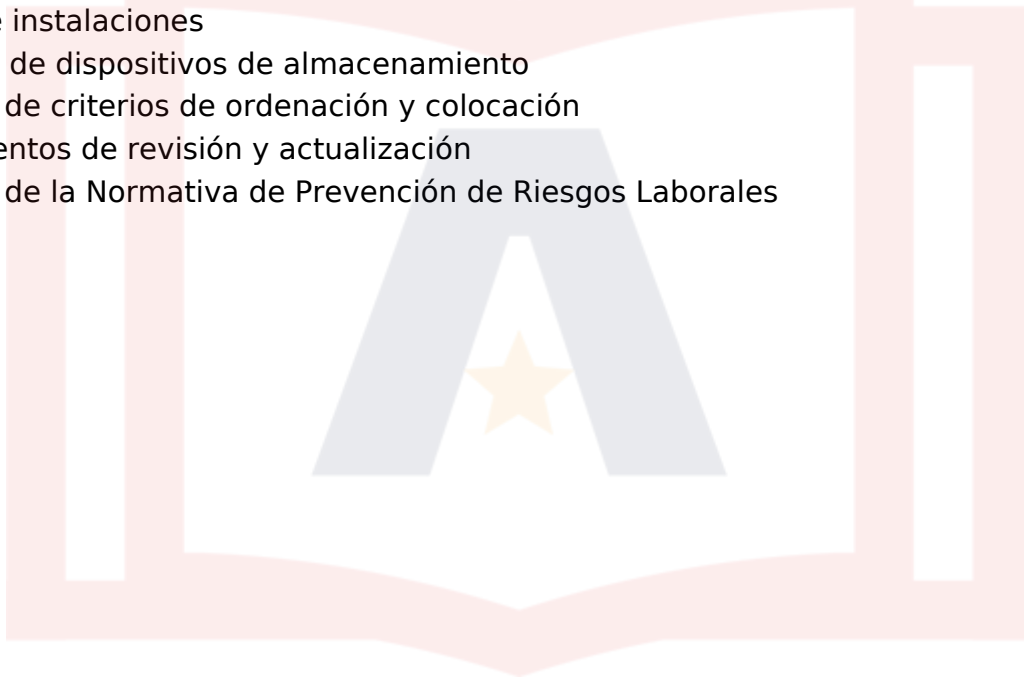 instalaciones
de dispositivos de almacenamiento
de criterios de ordenación y colocación
entos de revisión y actualización
de la Normativa de Prevención de Riesgos Laborales